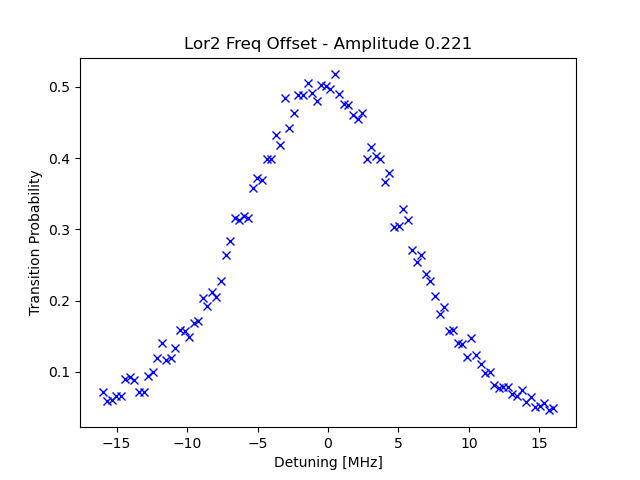 Lor2 Freq Offset - Amplitude 0.221
Transition Probability
0.5
0.4
0.3
0.2
0.1
−15 −10 −5 0 5 10 15
Detuning [MHz]